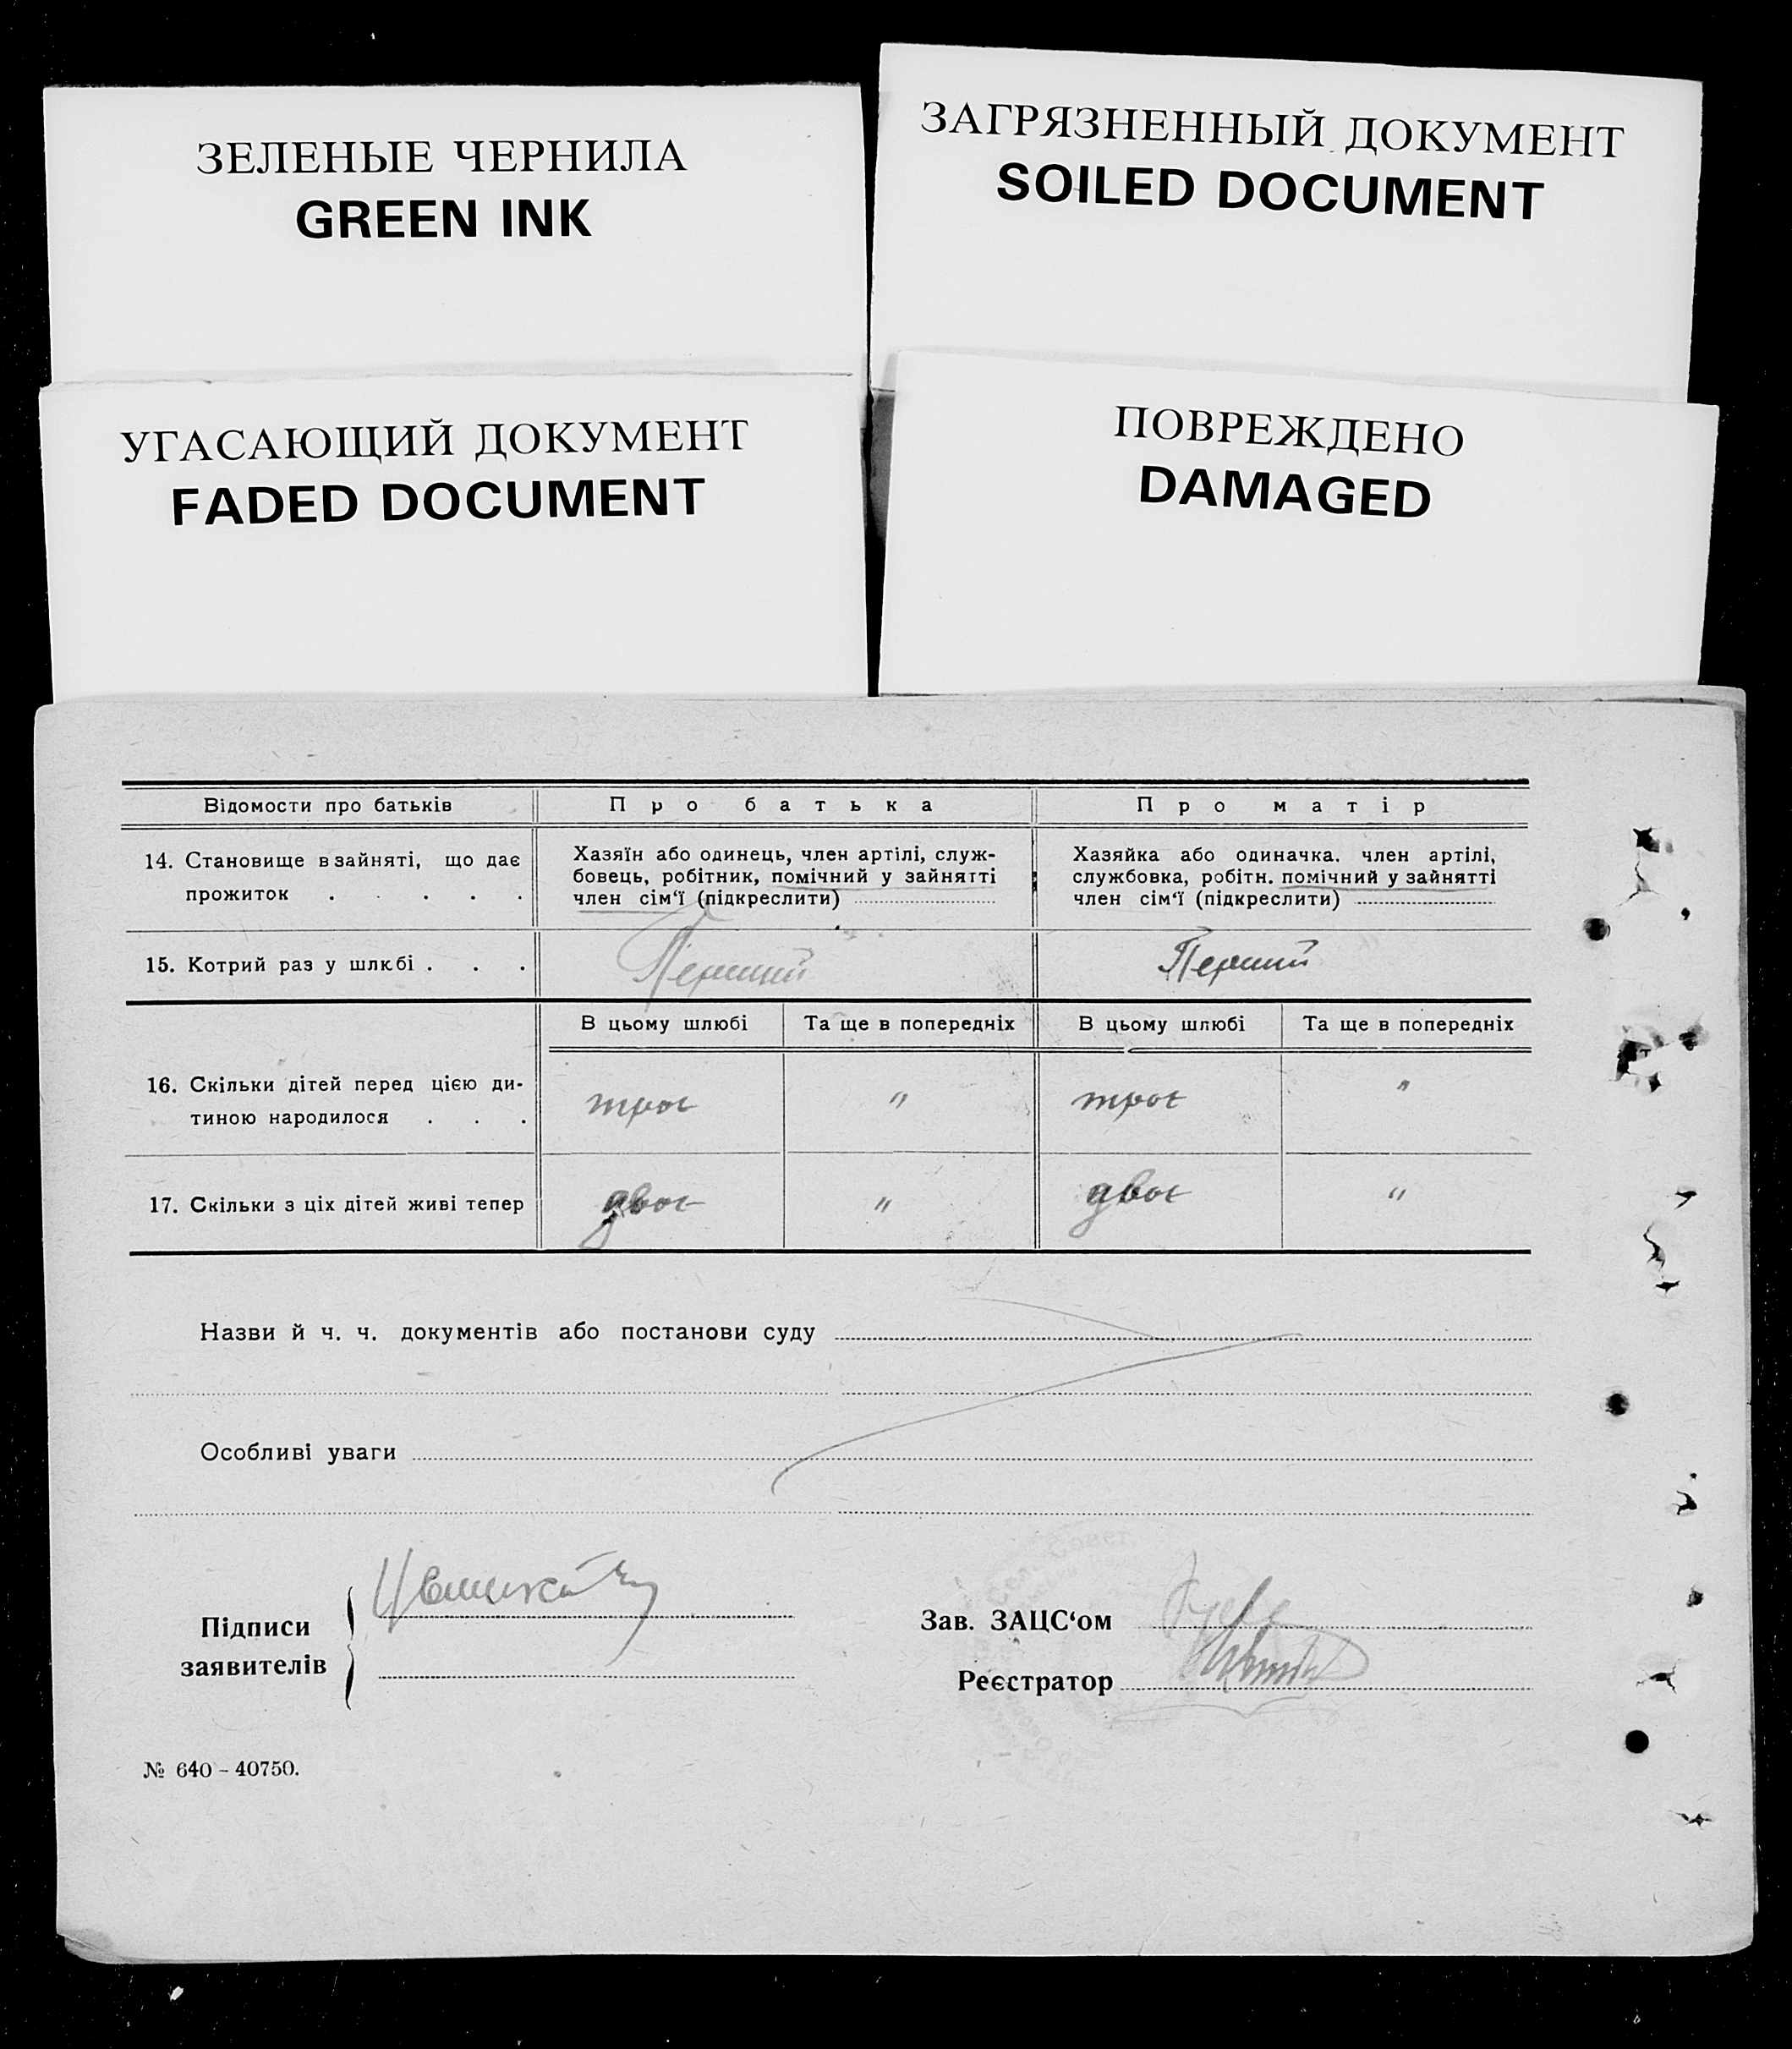 ЗЕЛЕНЫЕ ЧЕРНИЛА
GREEN INK
ЗАГРЯЗНЕННЫЙ ДОКУМЕНТ
SOILED DOCUMENT
УГАСАЮЩИЙ ДОКУМЕНТ
FADED DOCUMENT
ПОВРЕЖДЕНО
DAMAGED
Відомости про батьків Про батька Про матір
14. Становище в зайняті, що дає
прожиток . . . . .
Хазяїн або одинець, член артілі, служ-
бовець, робітник, помічний у зайнятті
член сім‘ї (підкреслити)
Хазяйка або одиначка. член артілі,
службовка, робітн. помічний у зайнятті
член сім‘ї (підкреслити)
15. Котрий раз у шлюбі . . . Перший Перший
В цьому шлюбі Та ще в попередніх В цьому шлюбі Та ще в попередніх
16. Скільки дітей перед цією ди-
тиною народилося . . . троє " троє "
17. Скільки з ціх дітей живі тепер двоє " двоє "
Назви й ч. ч. документів або постанови суду
Особливі уваги
Підписи
заявителів
Зав. ЗАЦС‘ом
Реєстратор
№ 640 - 40750.